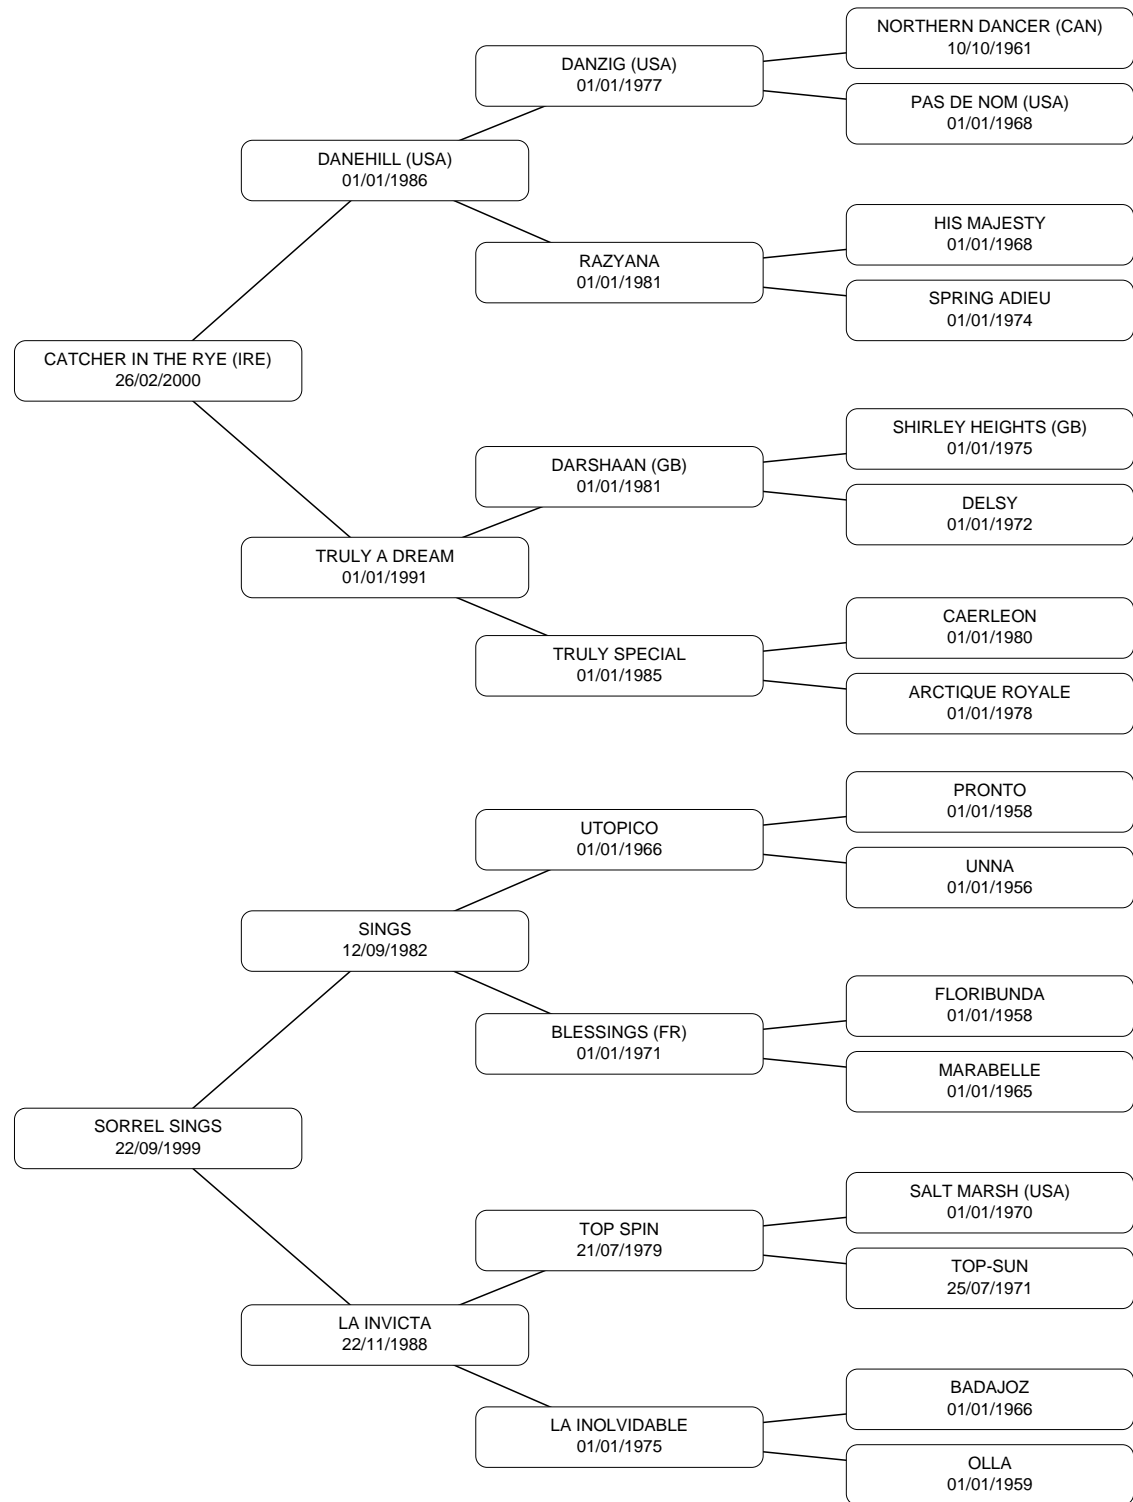 NORTHERN DANCER (CAN)
10/10/1961
DANZIG (USA)
01/01/1977
PAS DE NOM (USA)
01/01/1968
DANEHILL (USA)
01/01/1986
HIS MAJESTY
01/01/1968
RAZYANA
01/01/1981
SPRING ADIEU
01/01/1974
CATCHER IN THE RYE (IRE)
26/02/2000
SHIRLEY HEIGHTS (GB)
01/01/1975
DARSHAAN (GB)
01/01/1981
DELSY
01/01/1972
TRULY A DREAM
01/01/1991
CAERLEON
01/01/1980
TRULY SPECIAL
01/01/1985
ARCTIQUE ROYALE
01/01/1978
PRONTO
01/01/1958
UTOPICO
01/01/1966
UNNA
01/01/1956
SINGS
12/09/1982
FLORIBUNDA
01/01/1958
BLESSINGS (FR)
01/01/1971
MARABELLE
01/01/1965
SORREL SINGS
22/09/1999
SALT MARSH (USA)
01/01/1970
TOP SPIN
21/07/1979
TOP-SUN
25/07/1971
LA INVICTA
22/11/1988
BADAJOZ
01/01/1966
LA INOLVIDABLE
01/01/1975
OLLA
01/01/1959